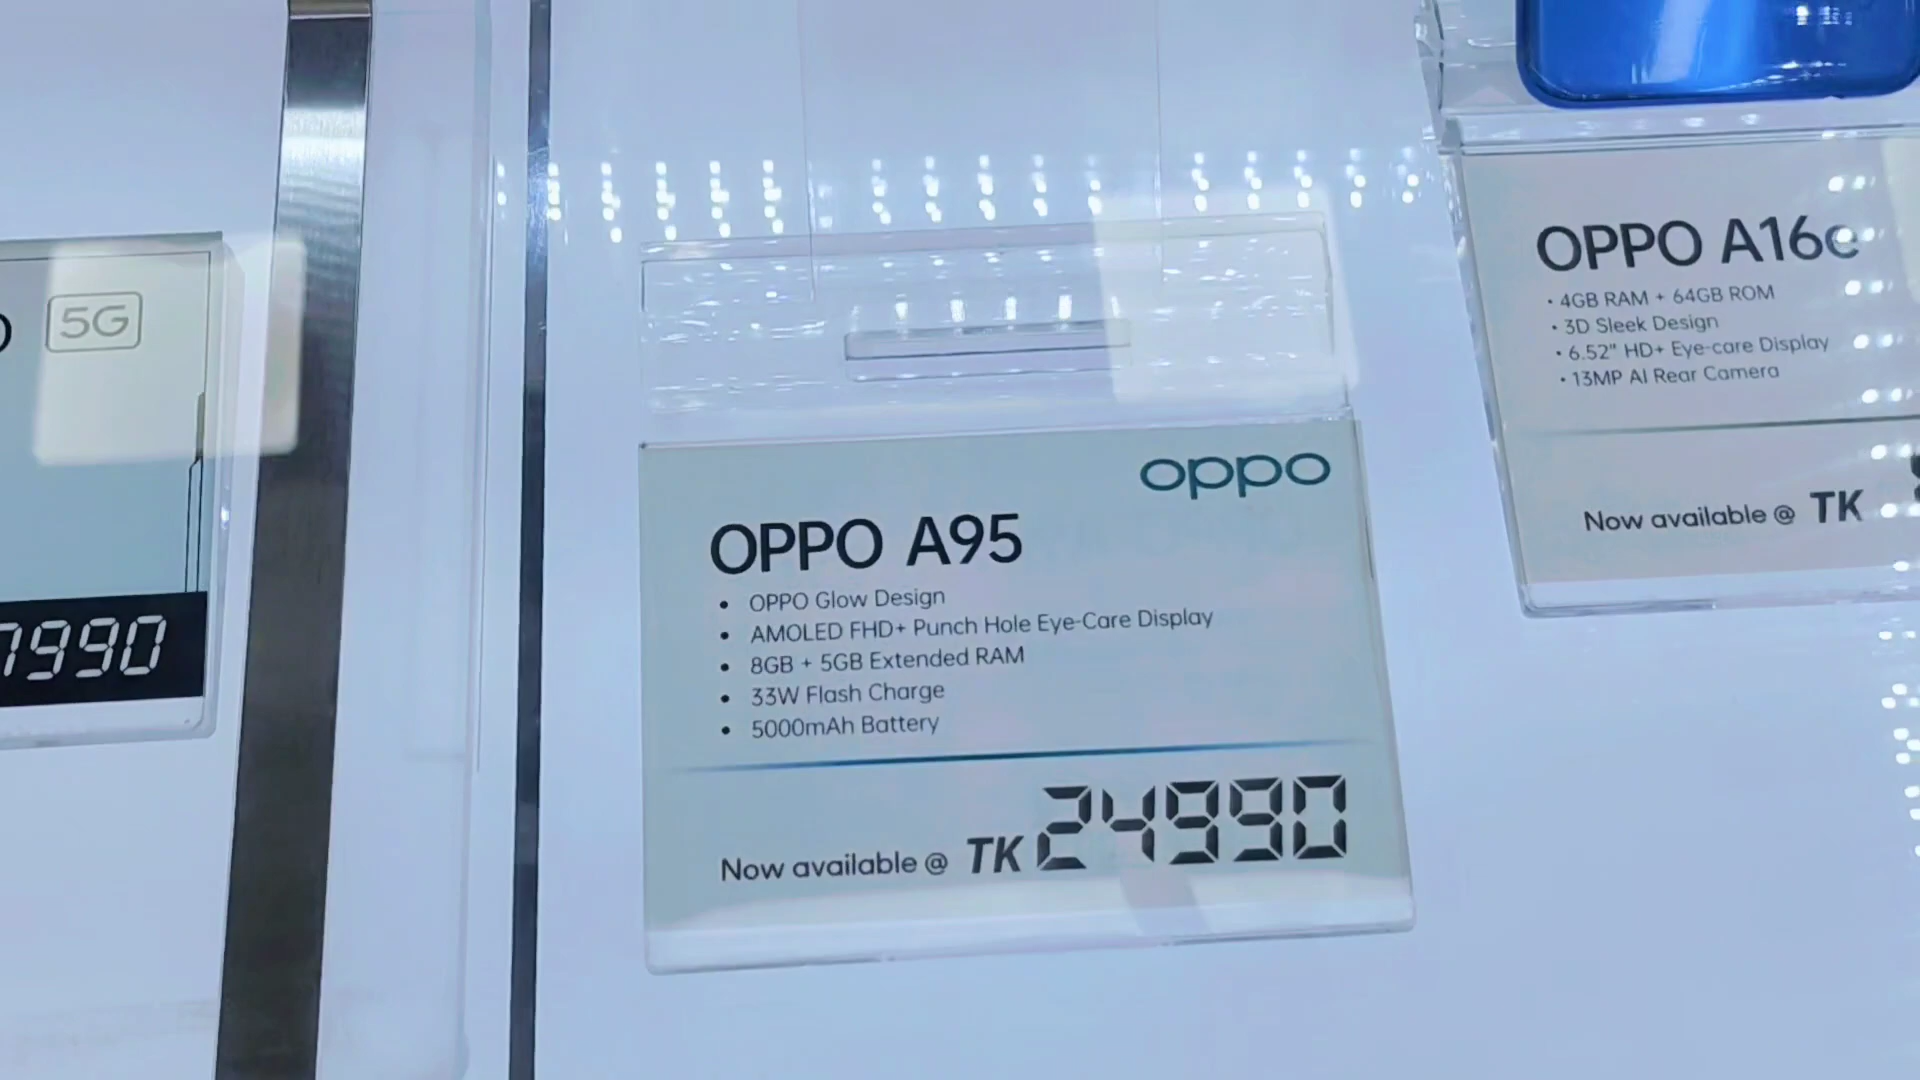 5G
7990
oppo
OPPO A95
• OPPO Glow Design
• AMOLED FHD+ Punch Hole Eye-Care Display
• 8GB + 5GB Extended RAM
• 33W Flash Charge
• 5000mAh Battery
Now available @ TK 24990
OPPO A16e
• 4GB RAM + 64GB ROM
• 3D Sleek Design
• 6.52" HD+ Eye-care Display
• 13MP AI Rear Camera
Now available @ TK